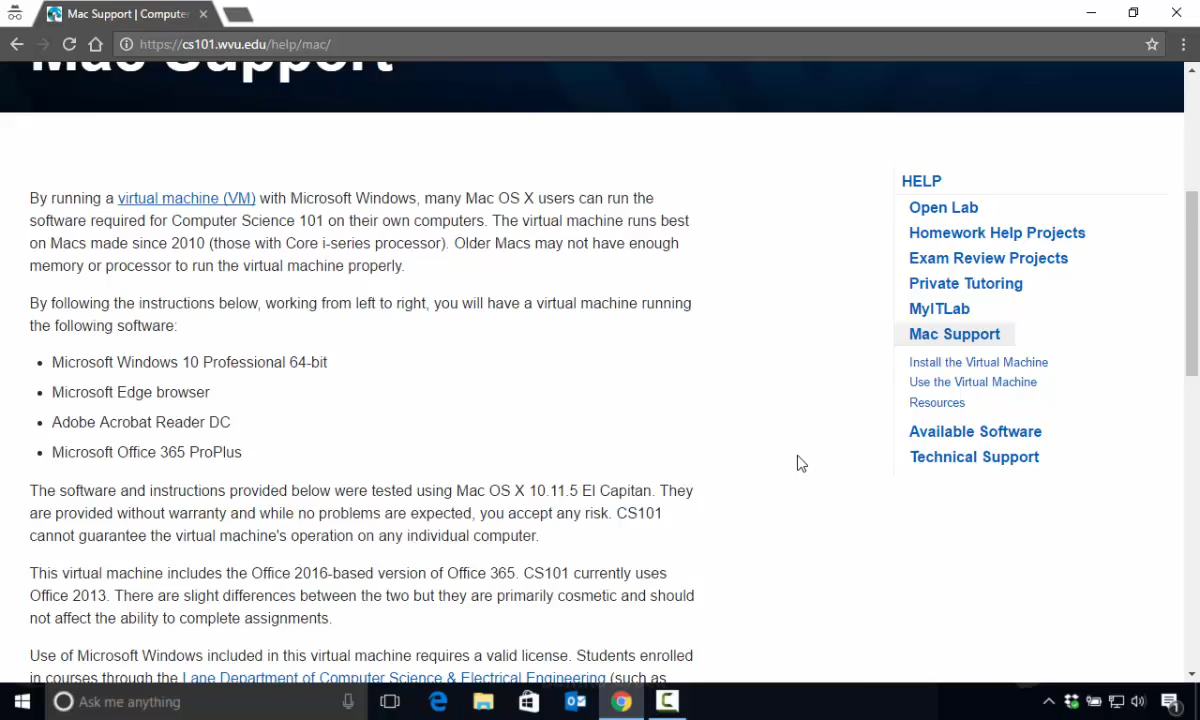 Mac Support | Compute
https://cs101.wvu.edu/help/mac/
Mac Support
By running a virtual machine (VM) with Microsoft Windows, many Mac OS X users can run the
software required for Computer Science 101 on their own computers. The virtual machine runs best
on Macs made since 2010 (those with Core i-series processor). Older Macs may not have enough
memory or processor to run the virtual machine properly.
By following the instructions below, working from left to right, you will have a virtual machine running
the following software:
• Microsoft Windows 10 Professional 64-bit
• Microsoft Edge browser
• Adobe Acrobat Reader DC
• Microsoft Office 365 ProPlus
The software and instructions provided below were tested using Mac OS X 10.11.5 El Capitan. They
are provided without warranty and while no problems are expected, you accept any risk. CS101
cannot guarantee the virtual machine's operation on any individual computer.
This virtual machine includes the Office 2016-based version of Office 365. CS101 currently uses
Office 2013. There are slight differences between the two but they are primarily cosmetic and should
not affect the ability to complete assignments.
Use of Microsoft Windows included in this virtual machine requires a valid license. Students enrolled
in courses through the Lane Department of Computer Science & Electrical Engineering (such as
HELP
Open Lab
Homework Help Projects
Exam Review Projects
Private Tutoring
MyITLab
Mac Support
Install the Virtual Machine
Use the Virtual Machine
Resources
Available Software
Technical Support
Ask me anything
1